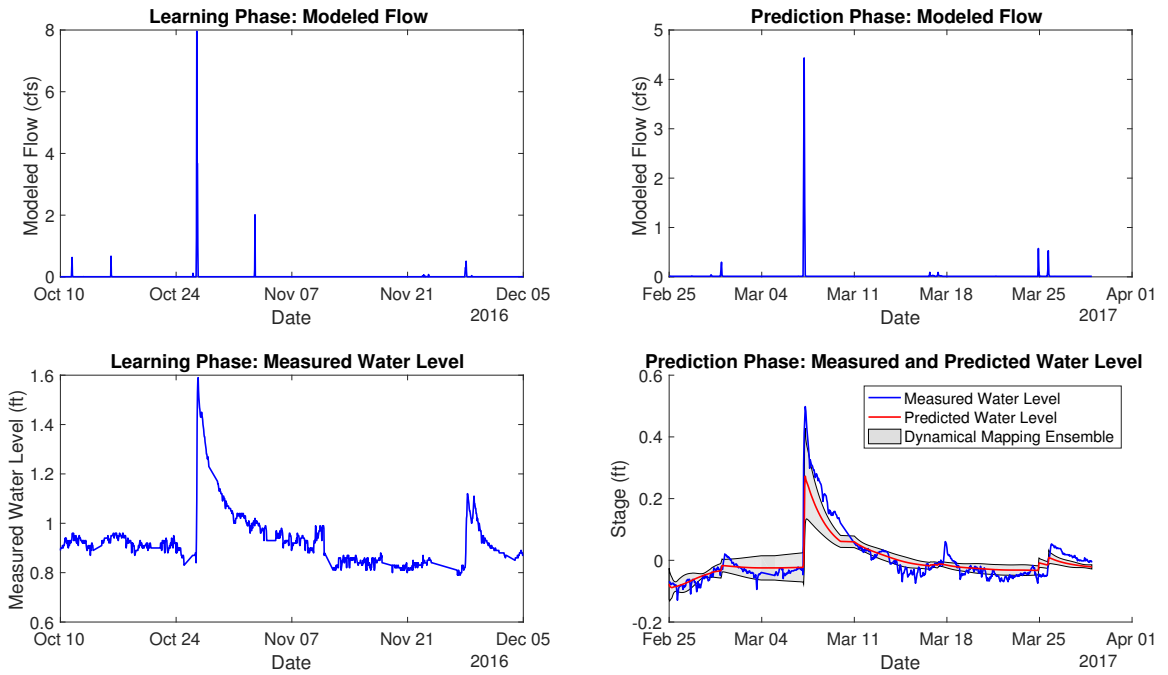 Learning Phase: Modeled Flow
Modeled Flow (cfs)
8
6
4
2
0
Oct 10 Oct 24 Nov 07 Nov 21 Dec 05
Date
2016
Prediction Phase: Modeled Flow
Modeled Flow (cfs)
5
4
3
2
1
0
Feb 25 Mar 04 Mar 11 Mar 18 Mar 25 Apr 01
Date
2017
Learning Phase: Measured Water Level
Measured Water Level (ft)
1.6
1.4
1.2
1
0.8
0.6
Oct 10 Oct 24 Nov 07 Nov 21 Dec 05
Date
2016
Prediction Phase: Measured and Predicted Water Level
Stage (ft)
0.6
0.4
0.2
0
-0.2
Measured Water Level
Predicted Water Level
Dynamical Mapping Ensemble
Feb 25 Mar 04 Mar 11 Mar 18 Mar 25 Apr 01
Date
2017